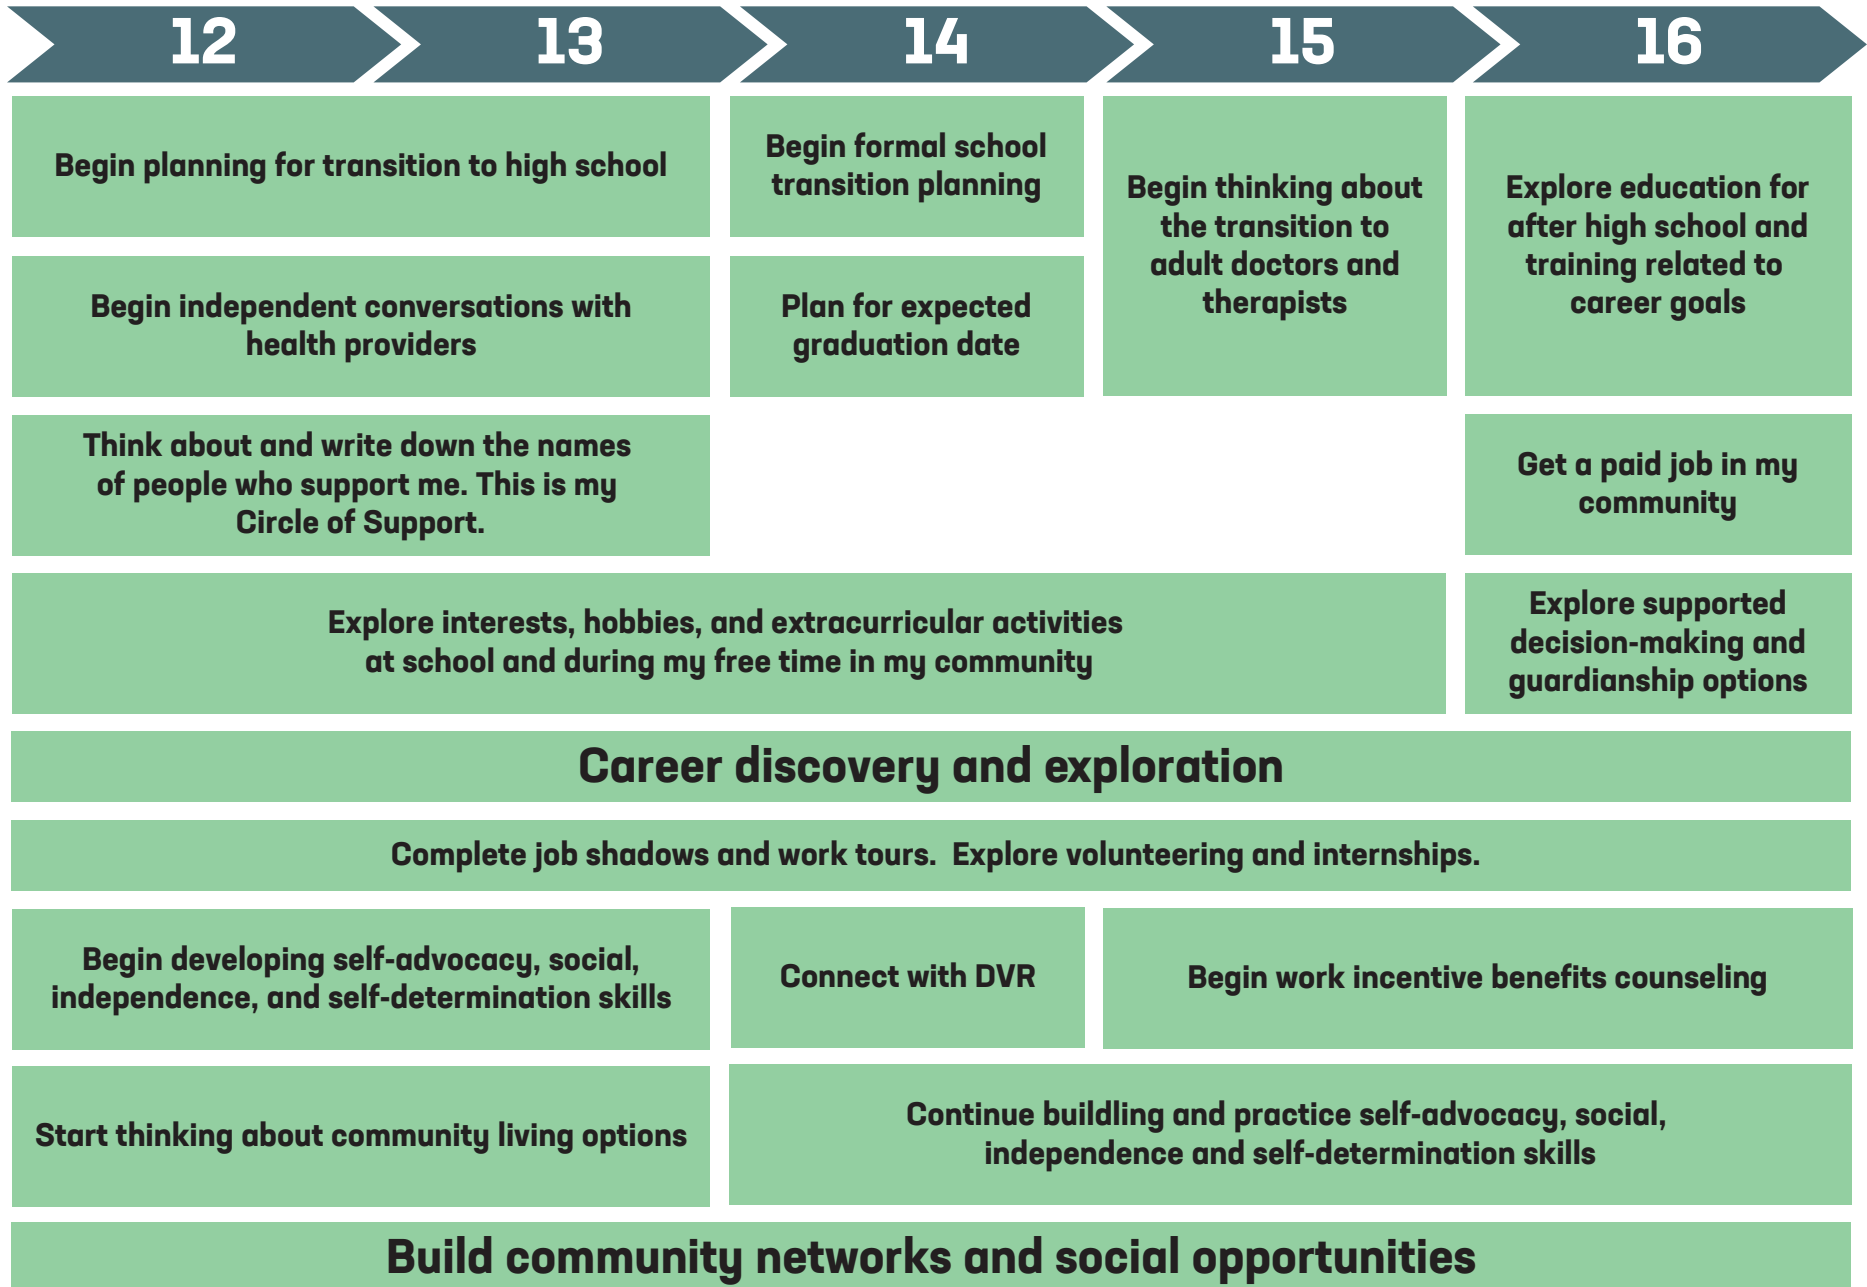 12
13
14
15
16
Begin planning for transition to high school
Begin formal school
transition planning
Begin thinking about
the transition to
adult doctors and
therapists
Explore education for
after high school and
training related to
career goals
Begin independent conversations with
health providers
Plan for expected
graduation date
Think about and write down the names
of people who support me. This is my
Circle of Support.
Get a paid job in my
community
Explore interests, hobbies, and extracurricular activities
at school and during my free time in my community
Explore supported
decision-making and
guardianship options
Career discovery and exploration
Complete job shadows and work tours.  Explore volunteering and internships.
Begin developing self-advocacy, social,
independence, and self-determination skills
Connect with DVR
Begin work incentive benefits counseling
Start thinking about community living options
Continue buildling and practice self-advocacy, social,
independence and self-determination skills
Build community networks and social opportunities